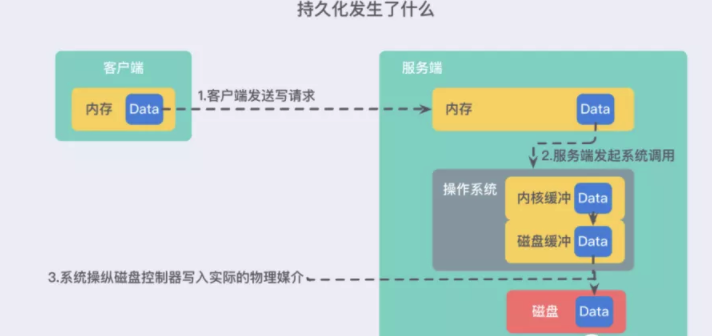 持久化发生了什么
客户端
服务端
内存 Data
1.客户端发送写请求
内存 Data
2.服务端发起系统调用
操作系统
内核缓冲 Data
磁盘缓冲 Data
3.系统操纵磁盘控制器写入实际的物理媒介
磁盘 Data